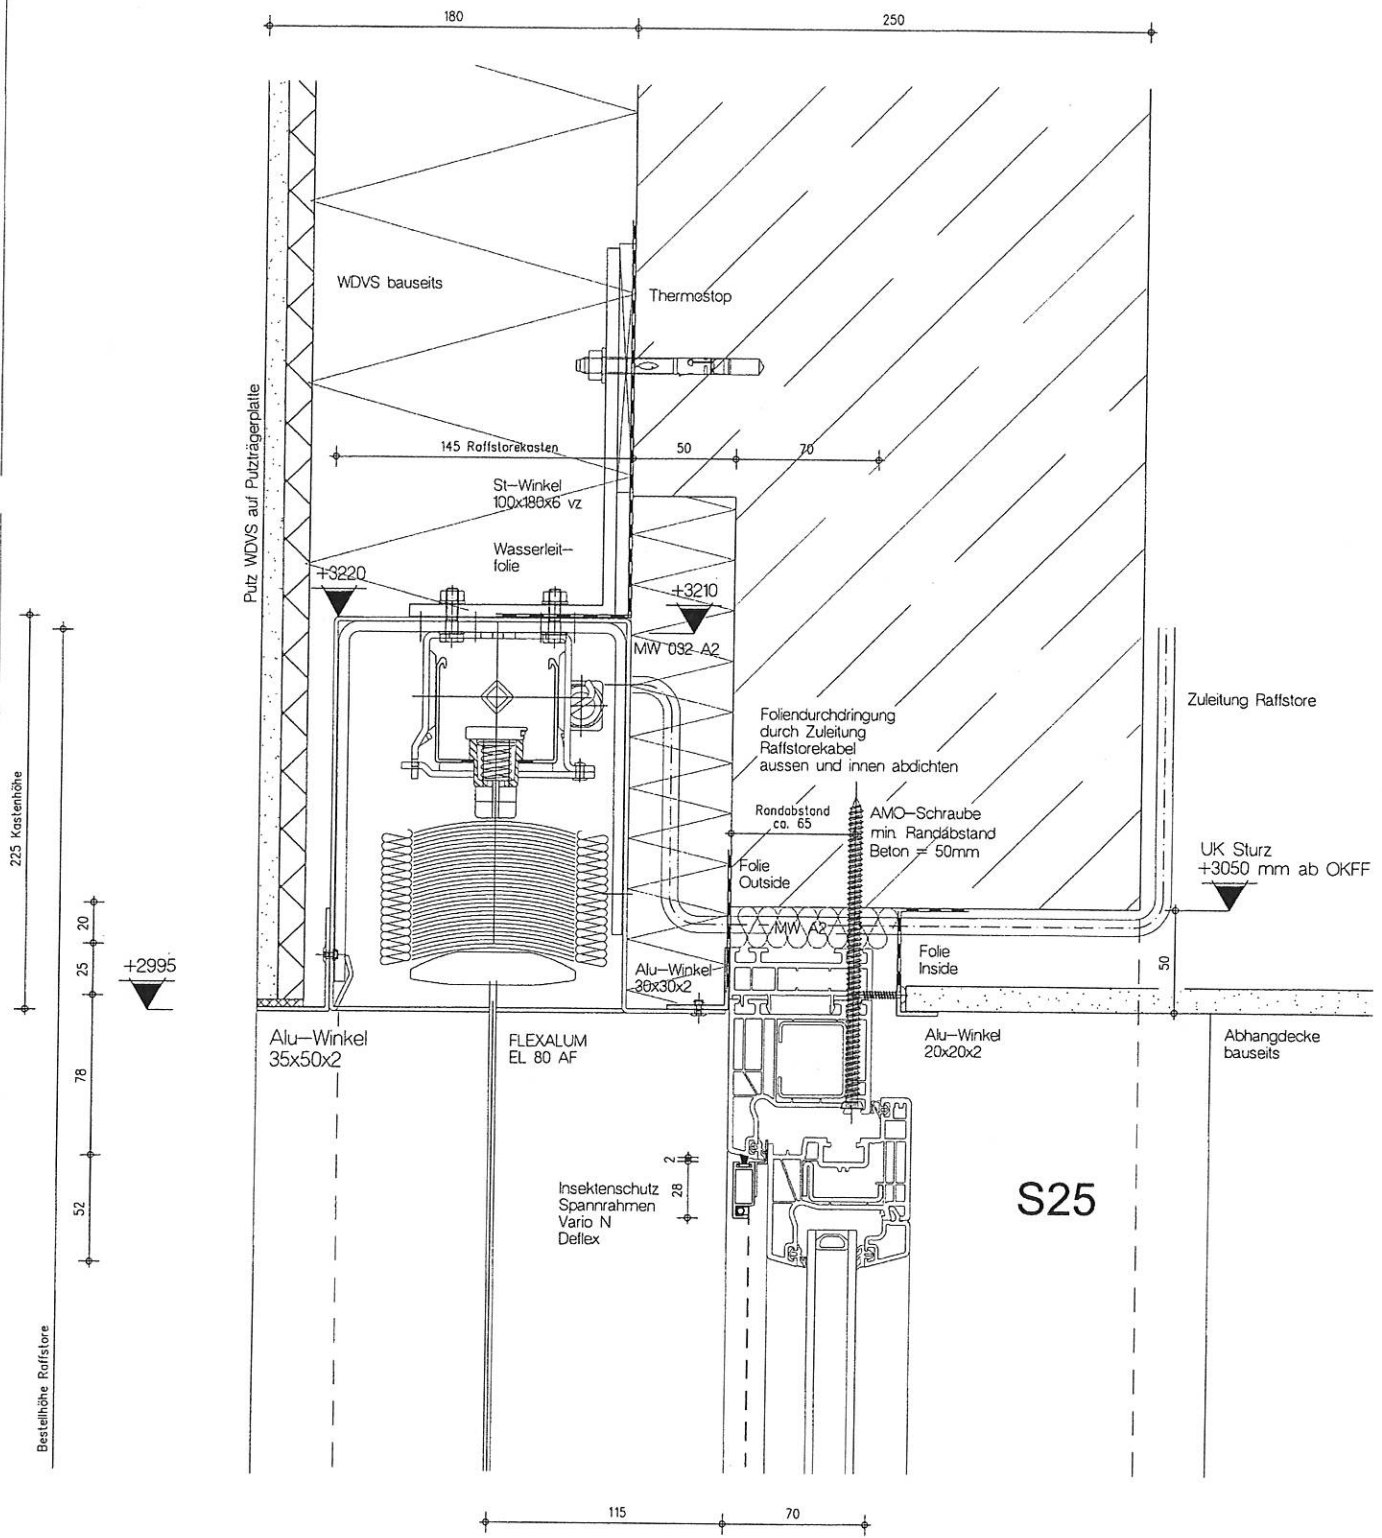 180
250
WDVS bauseits
Thermostop
Putz WDVS auf Putzträgerplatte
145 Raffstorekasten
50
70
St-Winkel
100x180x6 vz
Wasserleit-
folie
+3220
+3210
MW 032 A2
Zuleitung Raffstore
Foliendurchdringung
durch Zuleitung
Raffstorekabel
aussen und innen abdichten
Randabstand
ca. 65
AMO-Schraube
min. Randabstand
Beton = 50mm
225 Kastenhöhe
UK Sturz
+3050 mm ab OKFF
Folie
Outside
20
MW A2
25
+2995
Folie
Inside
50
Alu-Winkel
30x30x2
Alu-Winkel
35x50x2
FLEXALUM
EL 80 AF
Alu-Winkel
20x20x2
Abhangdecke
bauseits
78
2
28
Insektenschutz
Spannrahmen
Vario N
Deflex
S25
52
Bestellhöhe Raffstore
115
70